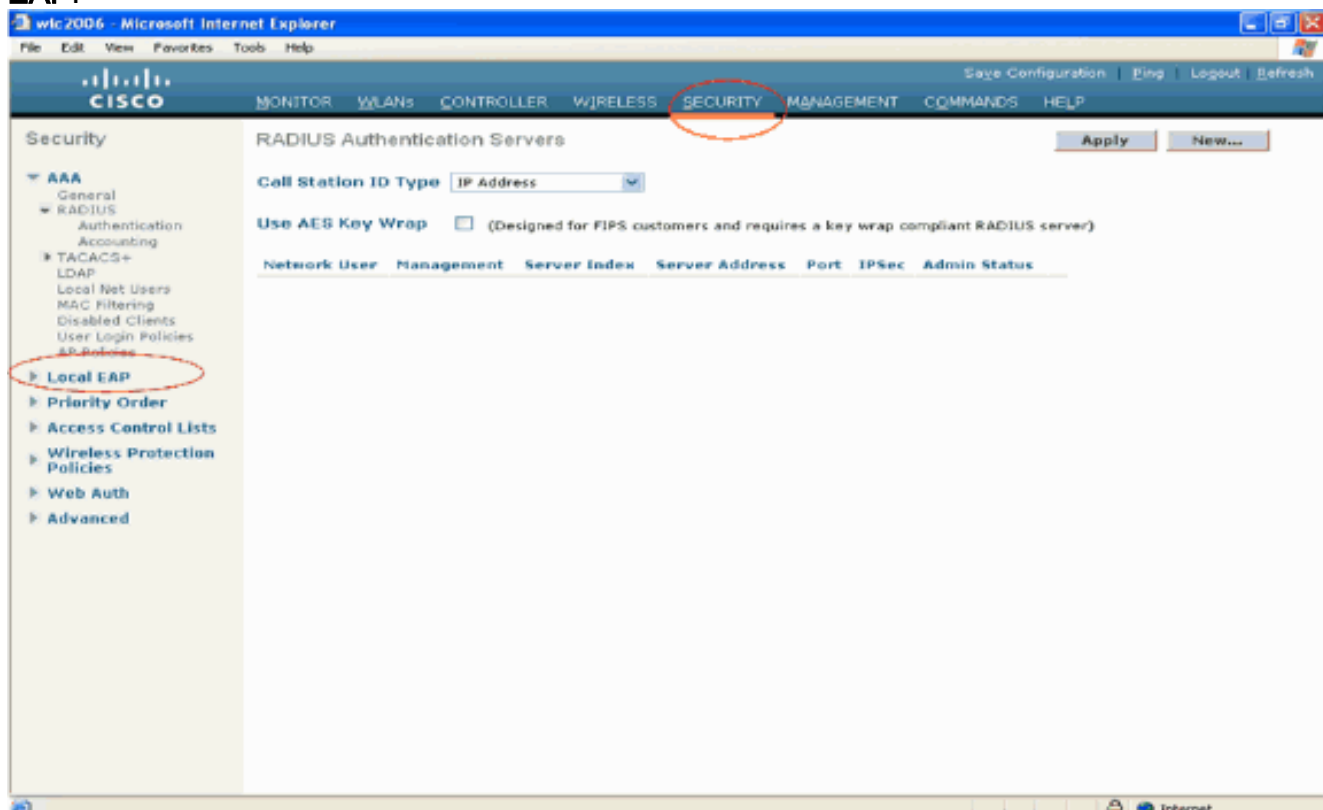 EAP.
wlc2006 - Microsoft Internet Explorer
File Edit View Favorites Tools Help
Save Configuration | Ping | Logout | Refresh
CISCO
MONITOR WLANs CONTROLLER WIRELESS SECURITY MANAGEMENT COMMANDS HELP
Security
RADIUS Authentication Servers
Apply New...
AAA
General
RADIUS
Authentication
Accounting
TACACS+
LDAP
Local Net Users
MAC Filtering
Disabled Clients
User Login Policies
AP Policies
Local EAP
Priority Order
Access Control Lists
Wireless Protection
Policies
Web Auth
Advanced
Call Station ID Type IP Address
Use AES Key Wrap (Designed for FIPS customers and requires a key wrap compliant RADIUS server)
Network User Management Server Index Server Address Port IPSec Admin Status
Internet